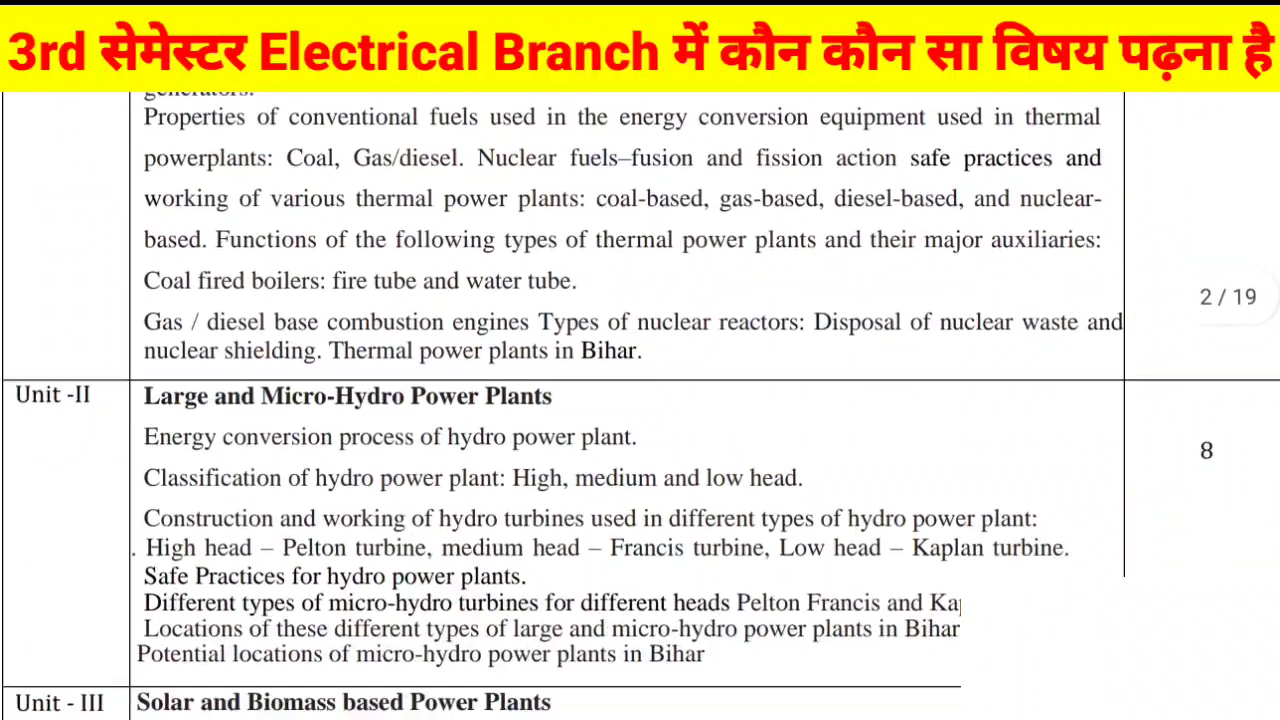 3rd सेमेस्टर Electrical Branch में कौन कौन सा विषय पढ़ना है
generators.
Properties of conventional fuels used in the energy conversion equipment used in thermal
powerplants: Coal, Gas/diesel. Nuclear fuels–fusion and fission action safe practices and
working of various thermal power plants: coal-based, gas-based, diesel-based, and nuclear-
based. Functions of the following types of thermal power plants and their major auxiliaries:
Coal fired boilers: fire tube and water tube.
2 / 19
Gas / diesel base combustion engines Types of nuclear reactors: Disposal of nuclear waste and
nuclear shielding. Thermal power plants in Bihar.
Unit -II Large and Micro-Hydro Power Plants
Energy conversion process of hydro power plant.
8
Classification of hydro power plant: High, medium and low head.
Construction and working of hydro turbines used in different types of hydro power plant:
. High head – Pelton turbine, medium head – Francis turbine, Low head – Kaplan turbine.
Safe Practices for hydro power plants.
Different types of micro-hydro turbines for different heads Pelton Francis and
Locations of these different types of large and micro-hydro power plants in Bihar
Potential locations of micro-hydro power plants in Bihar
Unit - III Solar and Biomass based Power Plants